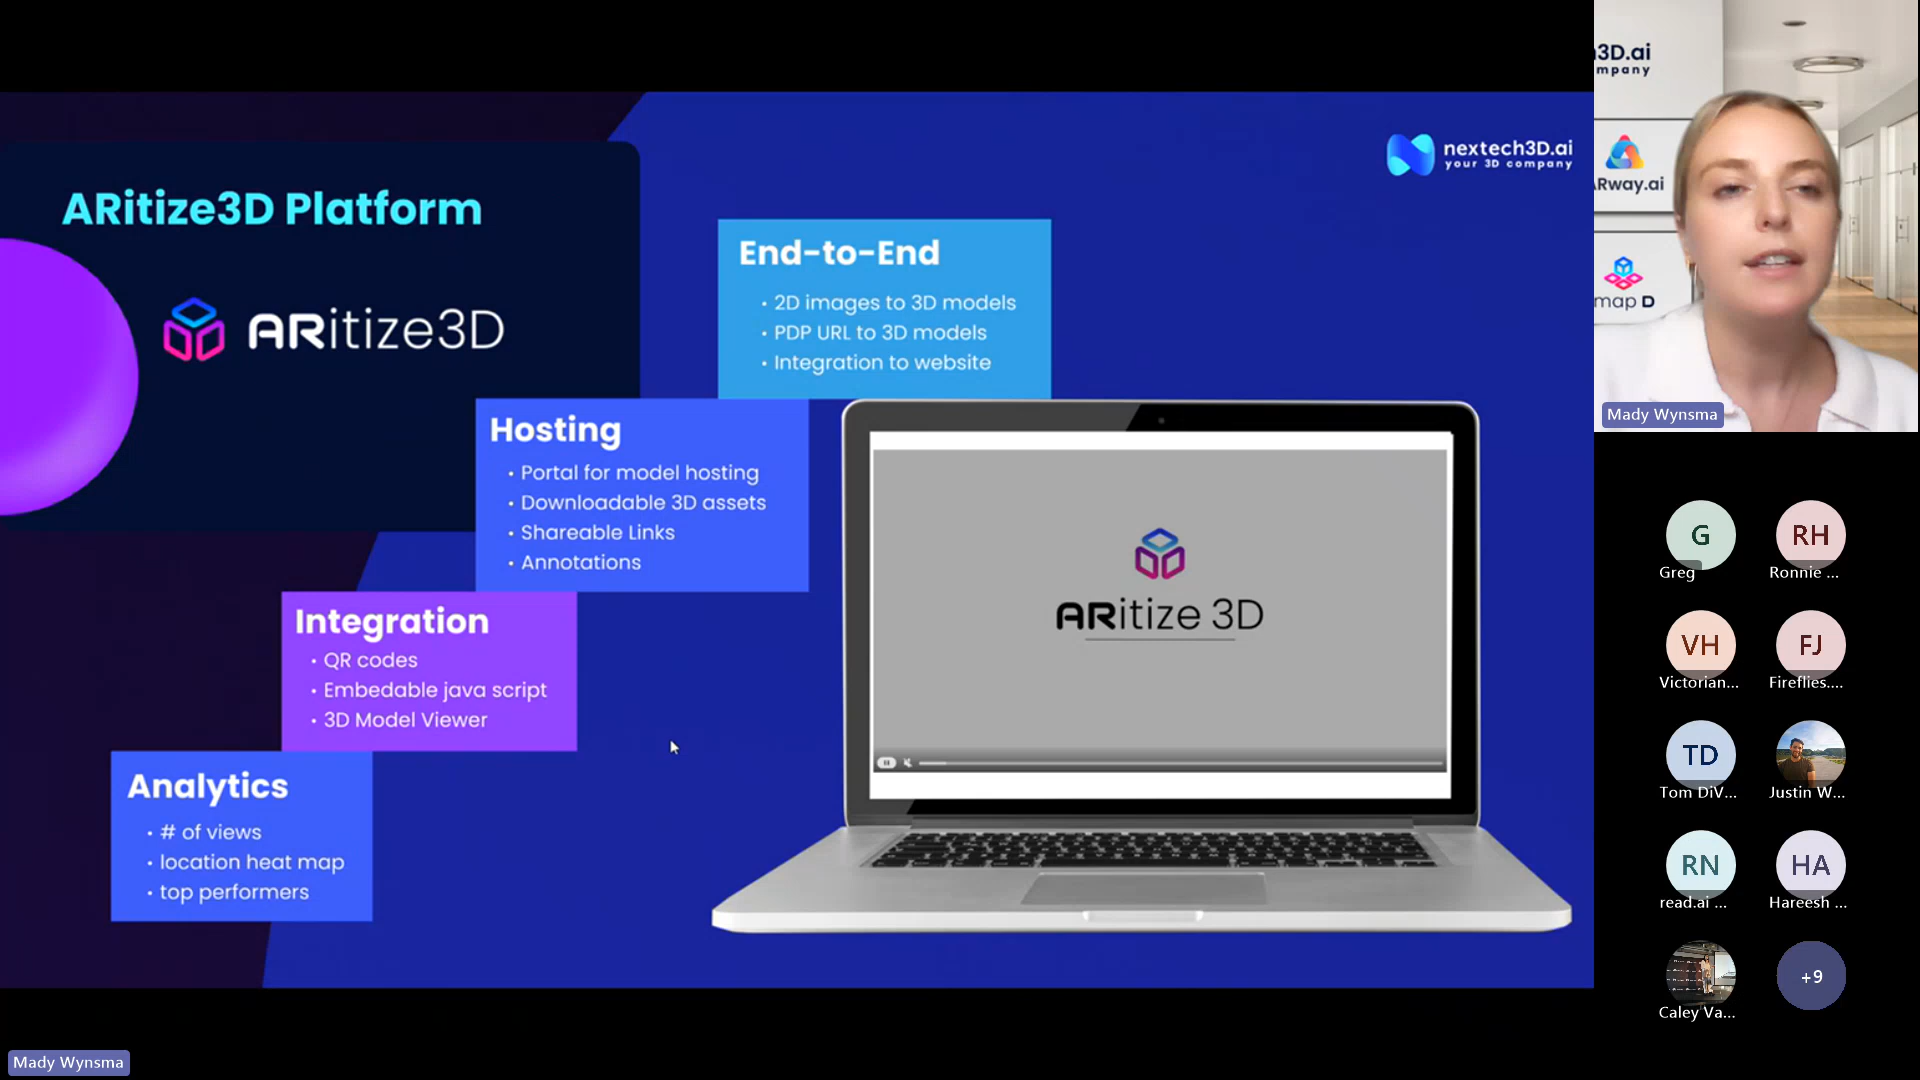 ARitize3D Platform
ARitize3D
nextech3D.ai
your 3D company
End-to-End
• 2D images to 3D models
• PDP URL to 3D models
• Integration to website
Hosting
• Portal for model hosting
• Downloadable 3D assets
• Shareable Links
• Annotations
Integration
• QR codes
• Embedable java script
• 3D Model Viewer
Analytics
• # of views
• location heat map
• top performers
ARitize 3D
3D.ai
mpany
ARway.ai
map D
Mady Wynsma
G
Greg
RH
Ronnie ...
VH
Victorian...
FJ
Fireflies....
TD
Tom DiV...
Justin W...
RN
read.ai ...
HA
Hareesh ...
Caley Va...
+9
Mady Wynsma